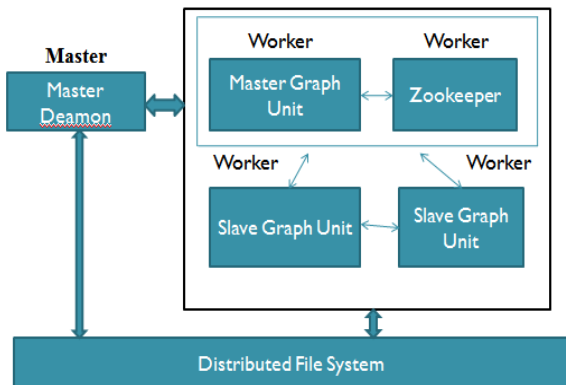 Master
Master
Deamon
Worker
Worker
Master Graph
Unit
Zookeeper
Worker
Worker
Slave Graph Unit
Slave Graph
Unit
Distributed File System